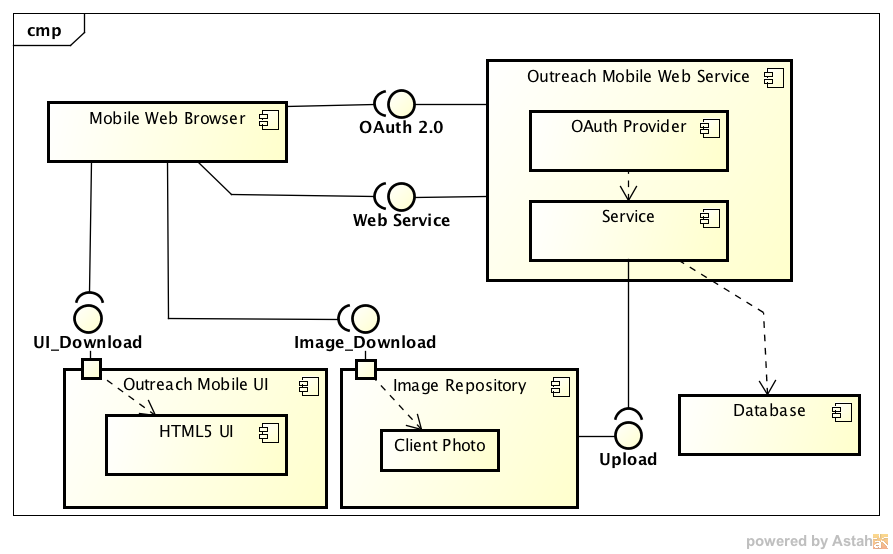 cmp
Outreach Mobile Web Service
Mobile Web Browser
OAuth Provider
OAuth 2.0
Service
Web Service
UI_Download
Image_Download
Outreach Mobile UI
Image Repository
Database
HTML5 UI
Client Photo
Upload
powered by Astah